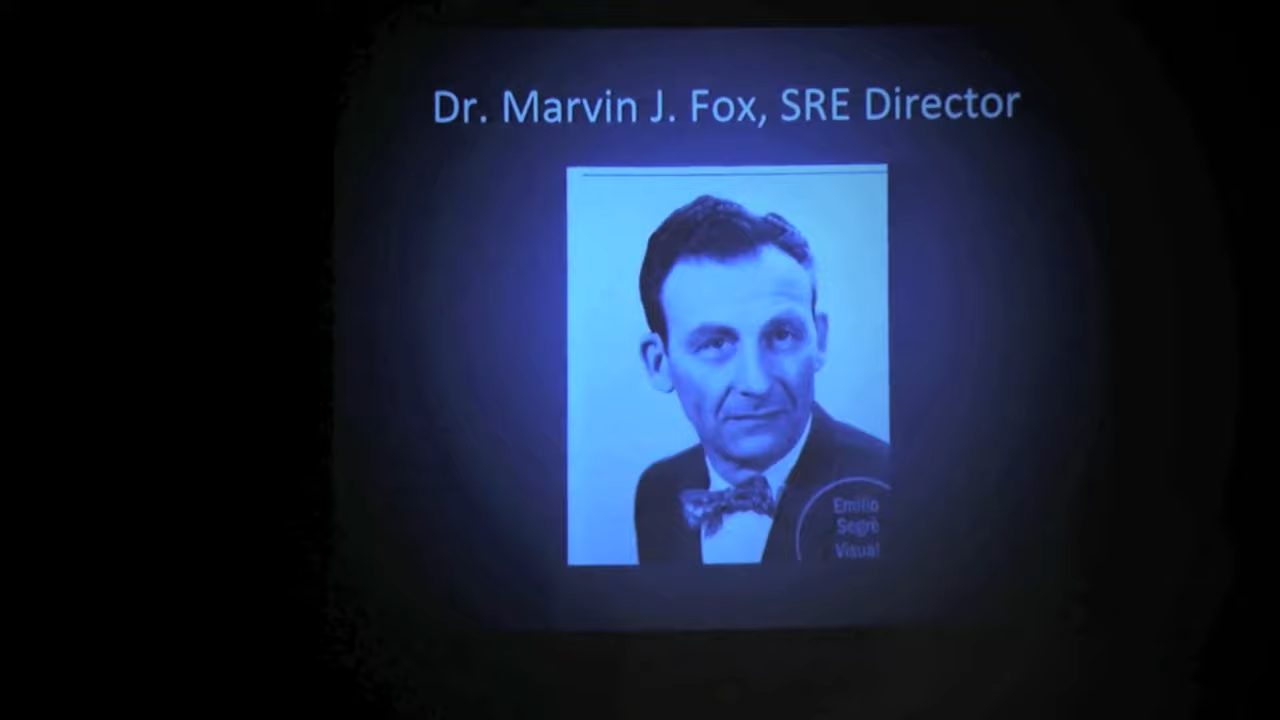 Dr. Marvin J. Fox, SRE Director
Emilio
Segrè
Visual